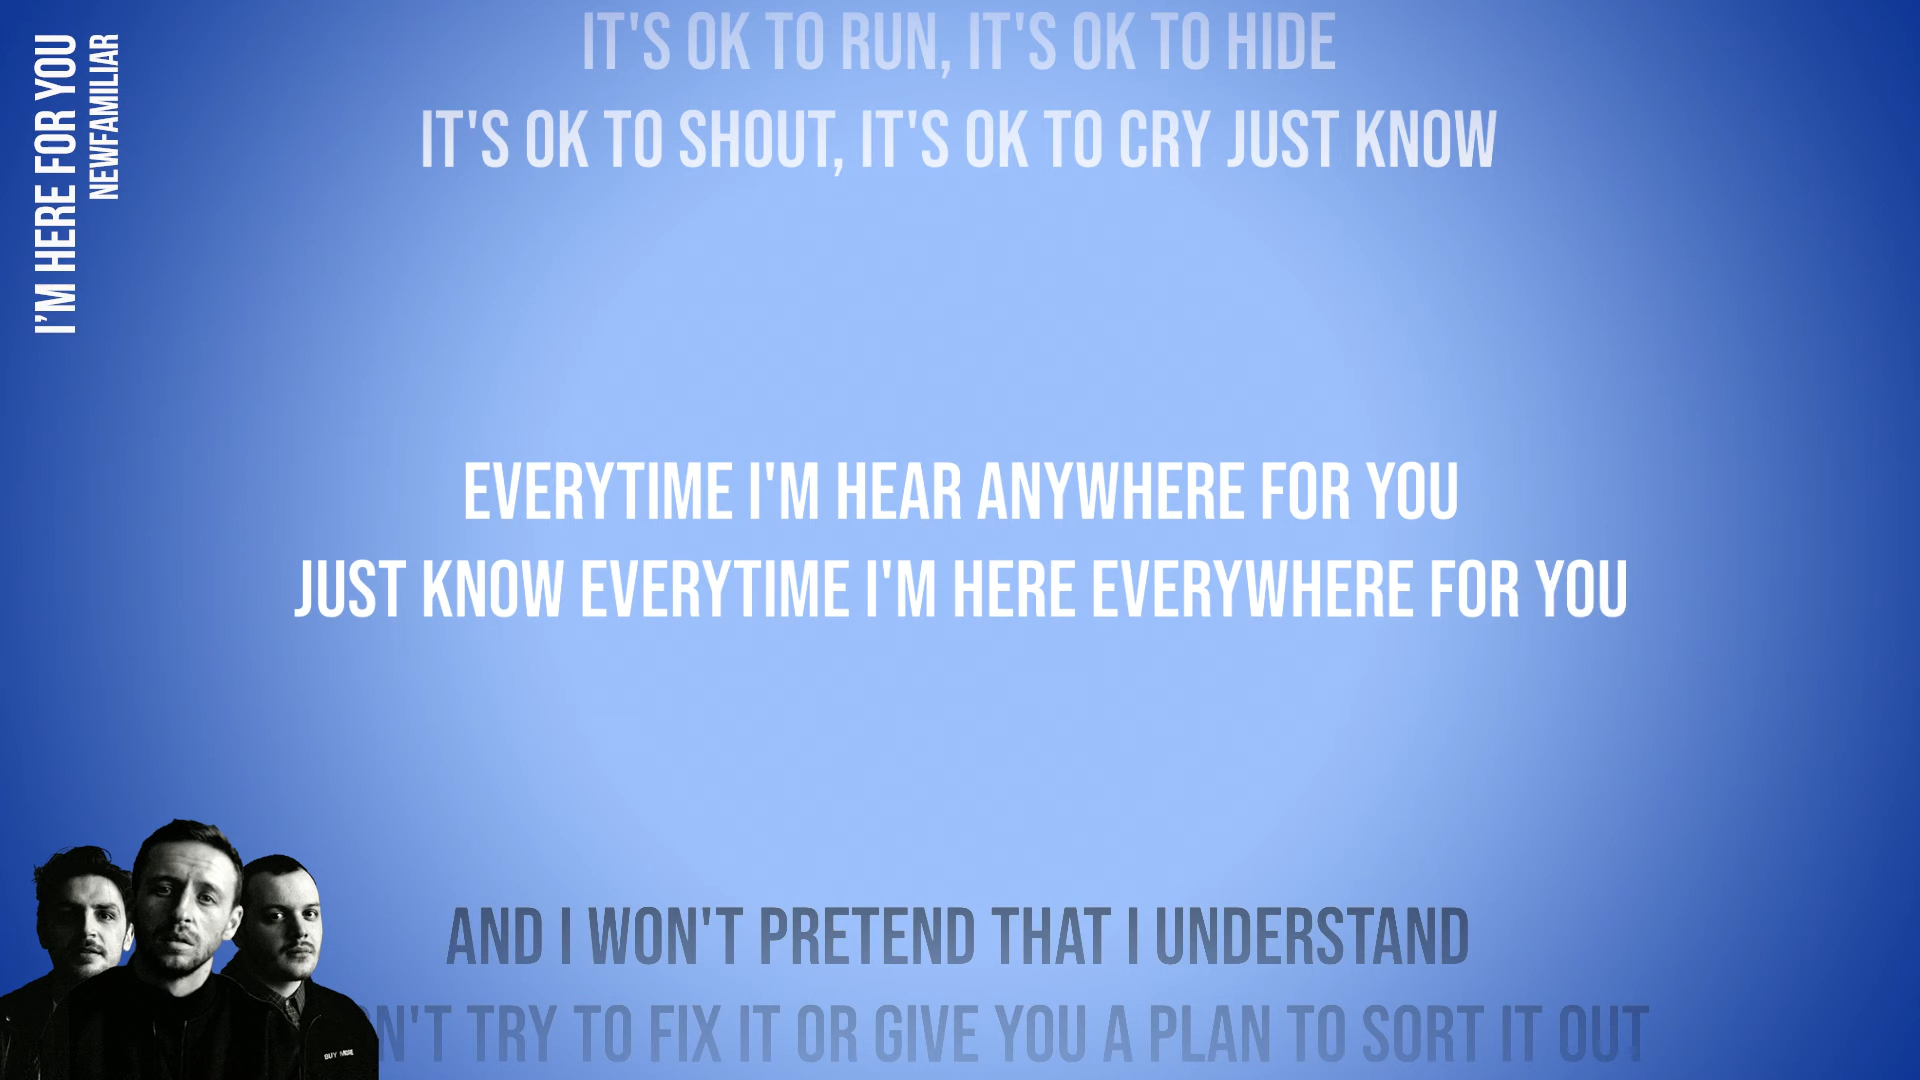 I'M HERE FOR YOU
NEWFAMILIAR
IT'S OK TO RUN, IT'S OK TO HIDE
IT'S OK TO SHOUT, IT'S OK TO CRY JUST KNOW
EVERYTIME I'M HEAR ANYWHERE FOR YOU
JUST KNOW EVERYTIME I'M HERE EVERYWHERE FOR YOU
AND I WON'T PRETEND THAT I UNDERSTAND
TRY TO FIX IT OR GIVE YOU A PLAN TO SORT IT OUT
BUY MORE